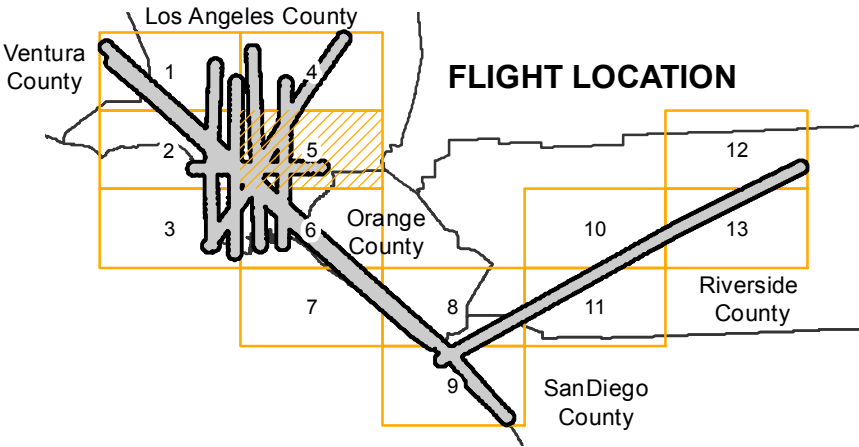 Los Angeles County
Ventura
County
1
4
FLIGHT LOCATION
2
5
12
3
6
Orange
County
10
13
7
8
11
Riverside
County
9
SanDiego
County